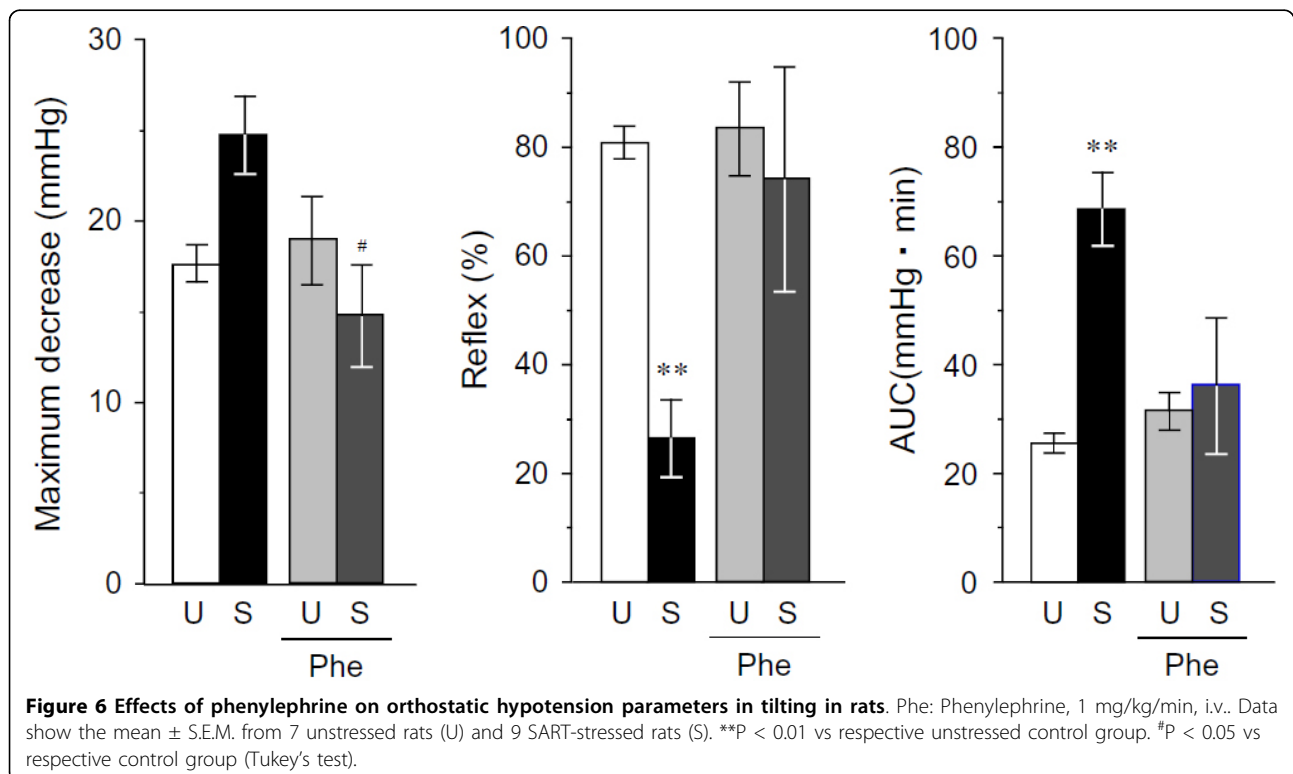 Maximum decrease (mmHg)
30
20
10
0
U S U S
Phe
Reflex (%)
100
80
60
40
20
0
**
U S U S
Phe
#
AUC(mmHg・min)
100
80
60
40
20
0
**
U S U S
Phe
Figure 6 Effects of phenylephrine on orthostatic hypotension parameters in tilting in rats. Phe: Phenylephrine, 1 mg/kg/min, i.v.. Data
show the mean ± S.E.M. from 7 unstressed rats (U) and 9 SART-stressed rats (S). **P < 0.01 vs respective unstressed control group. #P < 0.05 vs
respective control group (Tukey's test).